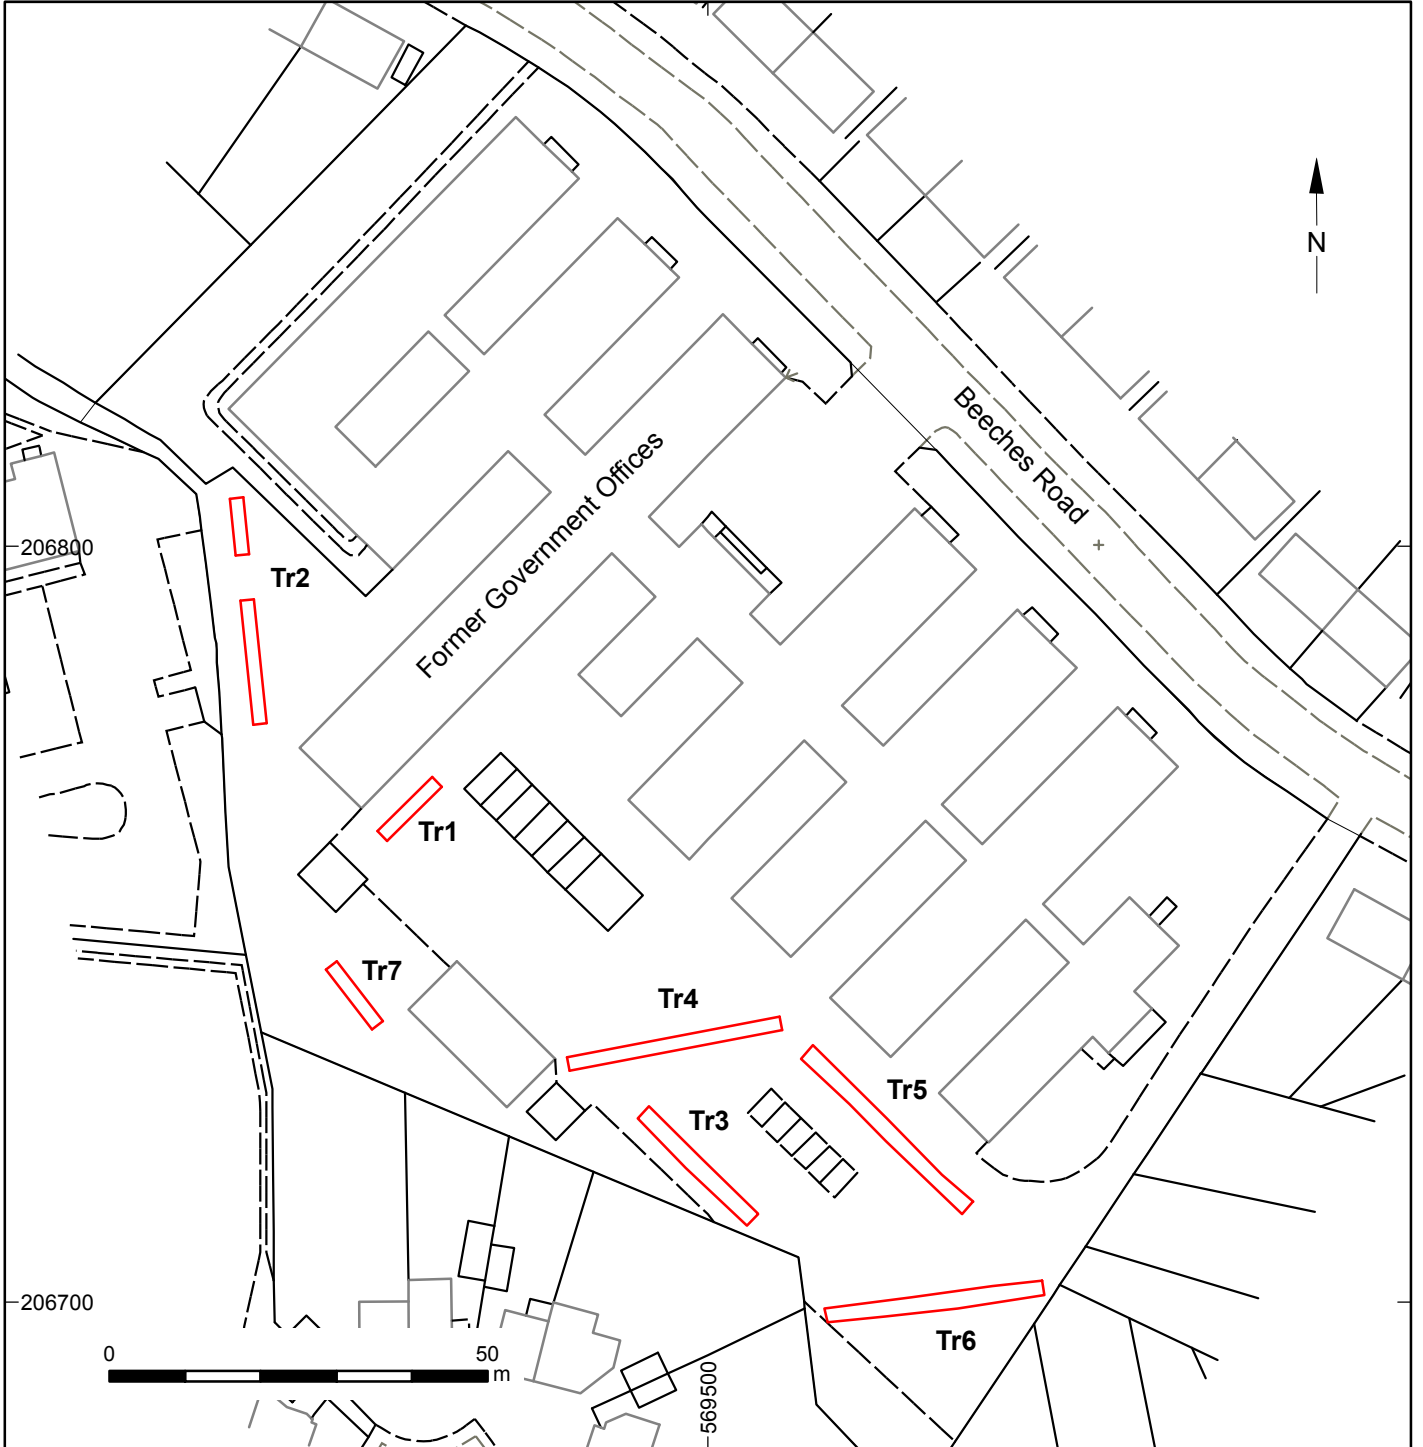 N
Beeches Road
Former Government Offices
206800
Tr2
Tr1
Tr7
Tr4
Tr5
Tr3
206700
Tr6
0 50
m
569500